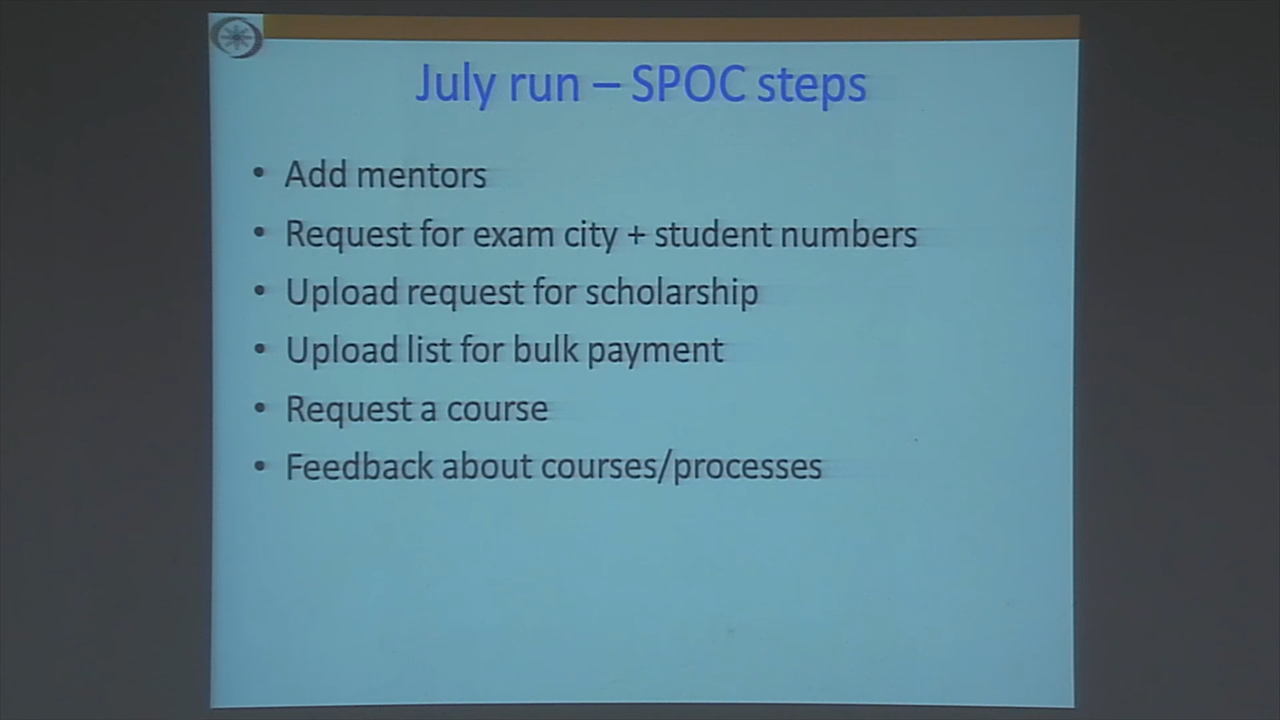 July run – SPOC steps
• Add mentors
• Request for exam city + student numbers
• Upload request for scholarship
• Upload list for bulk payment
• Request a course
• Feedback about courses/processes